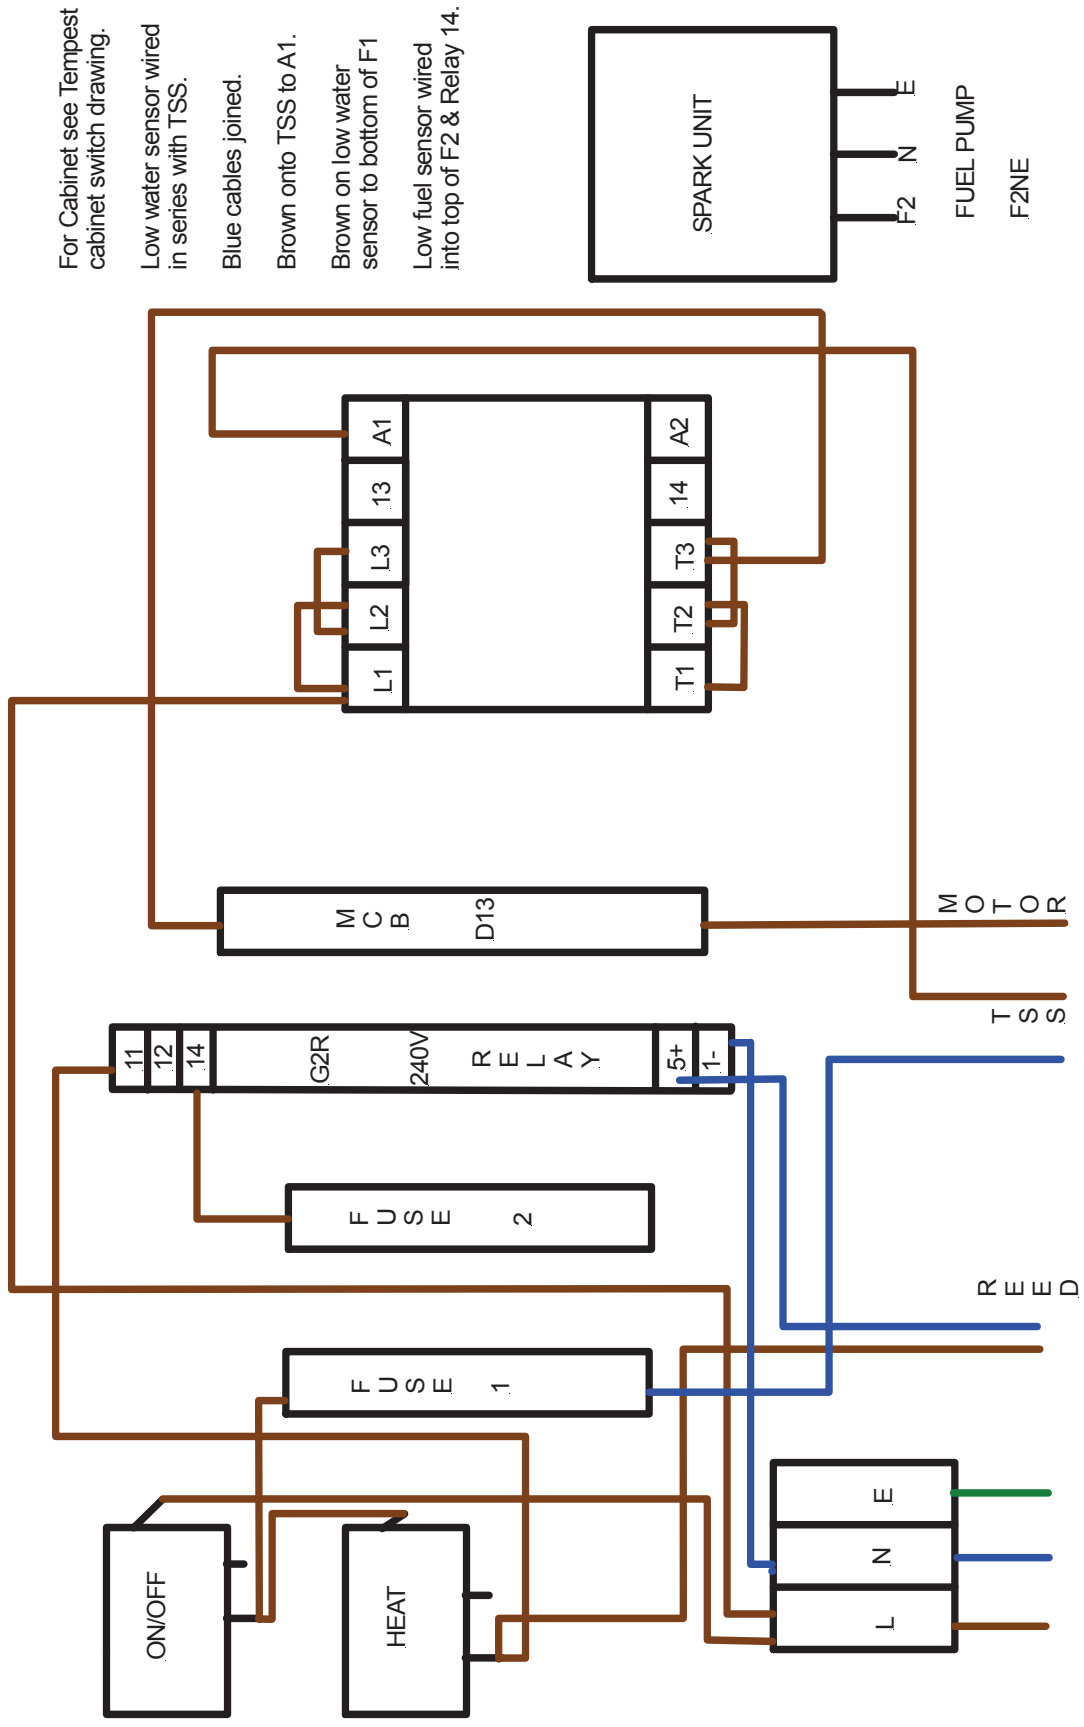 For Cabinet see Tempest
cabinet switch drawing.
Low water sensor wired
in series with TSS.
Blue cables joined.
Brown onto TSS to A1.
Brown on low water
sensor to bottom of F1
Low fuel sensor wired
into top of F2 & Relay 14.
SPARK UNIT
F2 N E
FUEL PUMP
F2NE
L1 L2 L3 13 A1
T1 T2 T3 14 A2
MCB
D13
MOTOR
11
12
14
G2R
240V
RELAY
5+
1-
TSS
FUSE
2
REED
FUSE
1
ON/OFF
HEAT
L N E